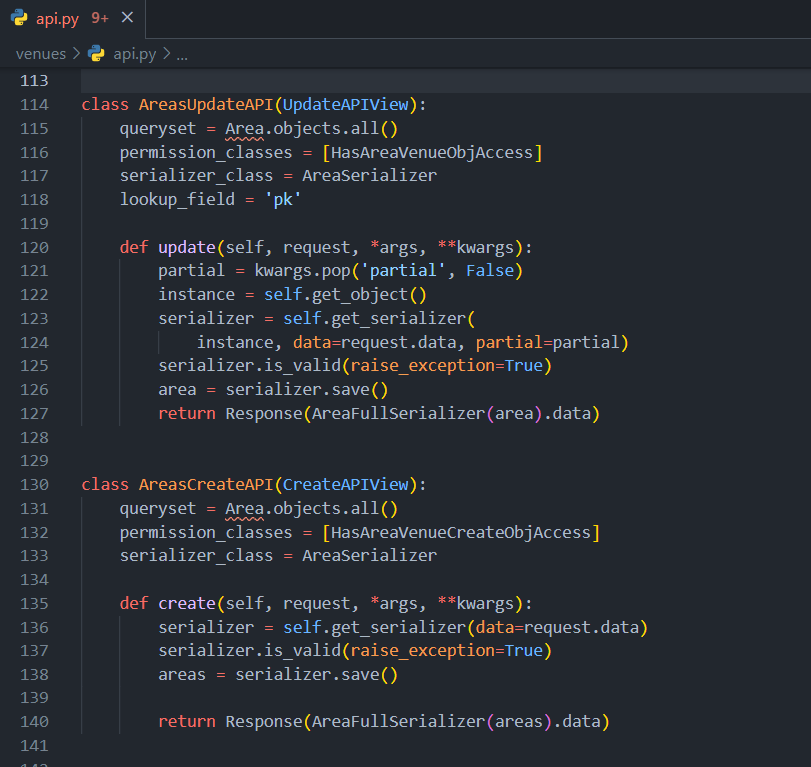 api.py 9+ ×
venues > api.py > ...
113
114 class AreasUpdateAPI(UpdateAPIView):
115     queryset = Area.objects.all()
116     permission_classes = [HasAreaVenueObjAccess]
117     serializer_class = AreaSerializer
118     lookup_field = 'pk'
119
120     def update(self, request, *args, **kwargs):
121         partial = kwargs.pop('partial', False)
122         instance = self.get_object()
123         serializer = self.get_serializer(
124             instance, data=request.data, partial=partial)
125         serializer.is_valid(raise_exception=True)
126         area = serializer.save()
127         return Response(AreaFullSerializer(area).data)
128
129
130 class AreasCreateAPI(CreateAPIView):
131     queryset = Area.objects.all()
132     permission_classes = [HasAreaVenueCreateObjAccess]
133     serializer_class = AreaSerializer
134
135     def create(self, request, *args, **kwargs):
136         serializer = self.get_serializer(data=request.data)
137         serializer.is_valid(raise_exception=True)
138         areas = serializer.save()
139
140         return Response(AreaFullSerializer(areas).data)
141